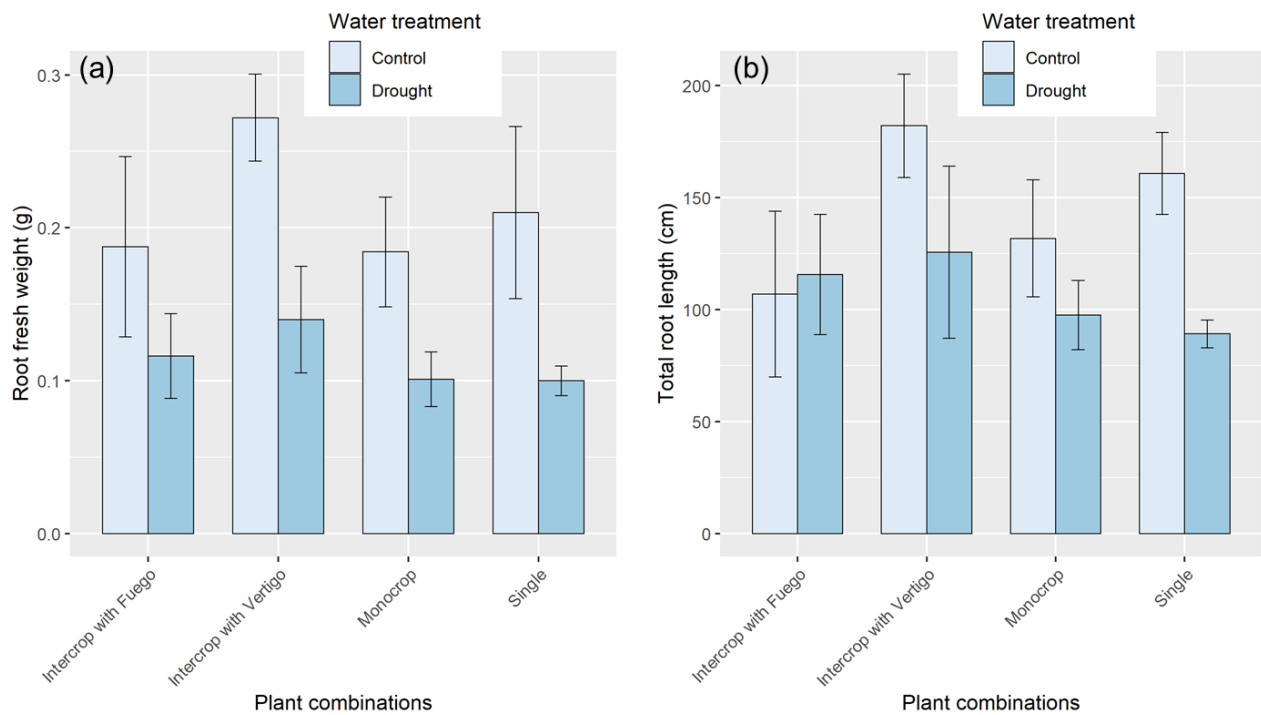 Water treatment
Control
Drought
(a)
0.3
0.2
0.1
0.0
Root fresh weight (g)
Intercrop with Fuego
Intercrop with Vertigo
Monocrop
Single
Plant combinations
Water treatment
Control
Drought
(b)
200
150
100
50
0
Total root length (cm)
Intercrop with Fuego
Intercrop with Vertigo
Monocrop
Single
Plant combinations